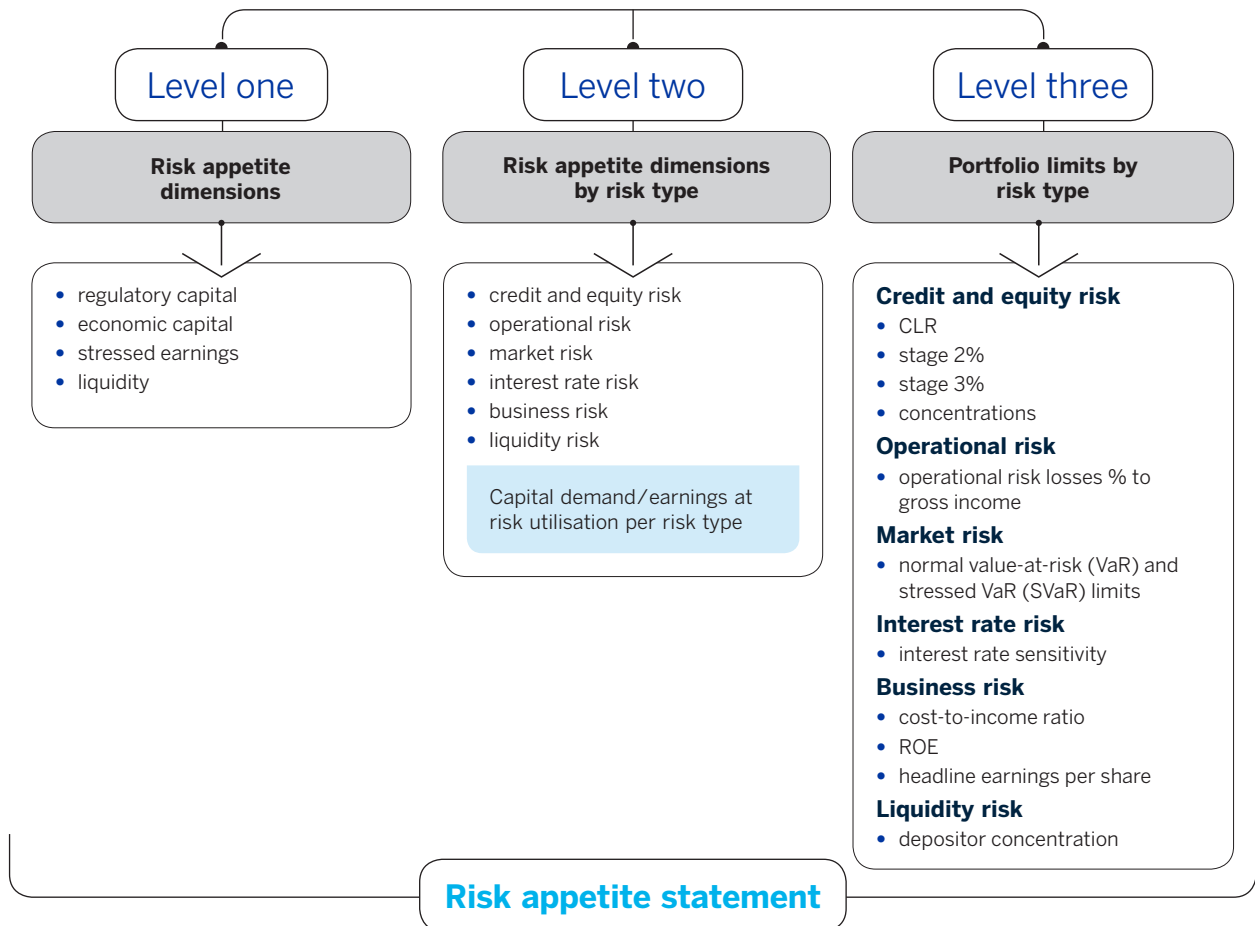 Level one
Level two
Level three
Risk appetite
dimensions
Risk appetite dimensions
by risk type
Portfolio limits by
risk type
• regulatory capital
• economic capital
• stressed earnings
• liquidity
• credit and equity risk
• operational risk
• market risk
• interest rate risk
• business risk
• liquidity risk
Capital demand/earnings at
risk utilisation per risk type
Credit and equity risk
• CLR
• stage 2%
• stage 3%
• concentrations
Operational risk
• operational risk losses % to
gross income
Market risk
• normal value-at-risk (VaR) and
stressed VaR (SVaR) limits
Interest rate risk
• interest rate sensitivity
Business risk
• cost-to-income ratio
• ROE
• headline earnings per share
Liquidity risk
• depositor concentration
Risk appetite statement